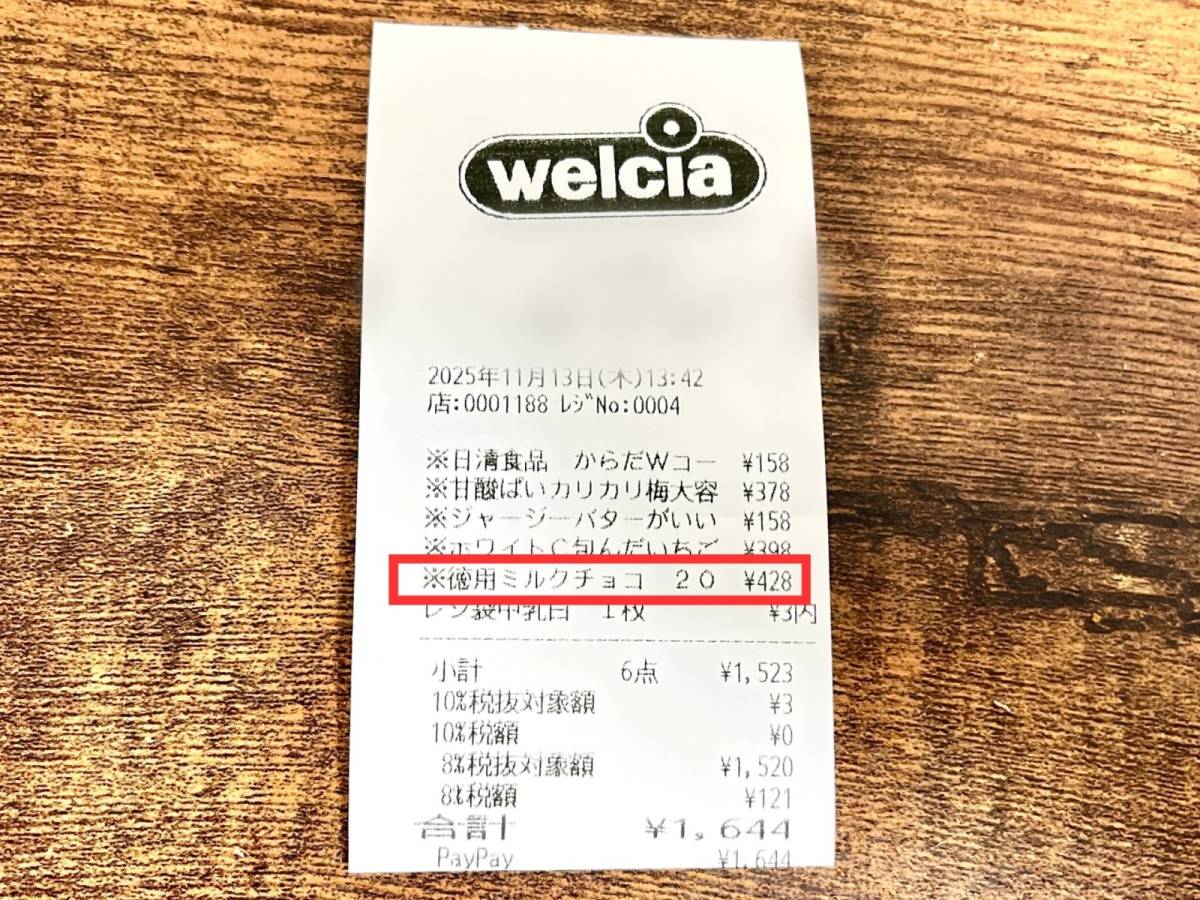 welcia
2025年11月13日(木)13:42
店:0001188 ﾚｼﾞNo:0004
※日清食品 からだWコー ¥158
※甘酸ばいカリカリ梅大容 ¥378
※ジャージーバターがいい ¥158
※ホワイトC包んだいちご ¥398
※徳用ミルクチョコ 20 ¥428
レジ袋中乳白 1枚 ¥3内
小計 6点 ¥1,523
10%税抜対象額 ¥3
10%税額 ¥0
8%税抜対象額 ¥1,520
8%税額 ¥121
合計 ¥1,644
PayPay ¥1,644